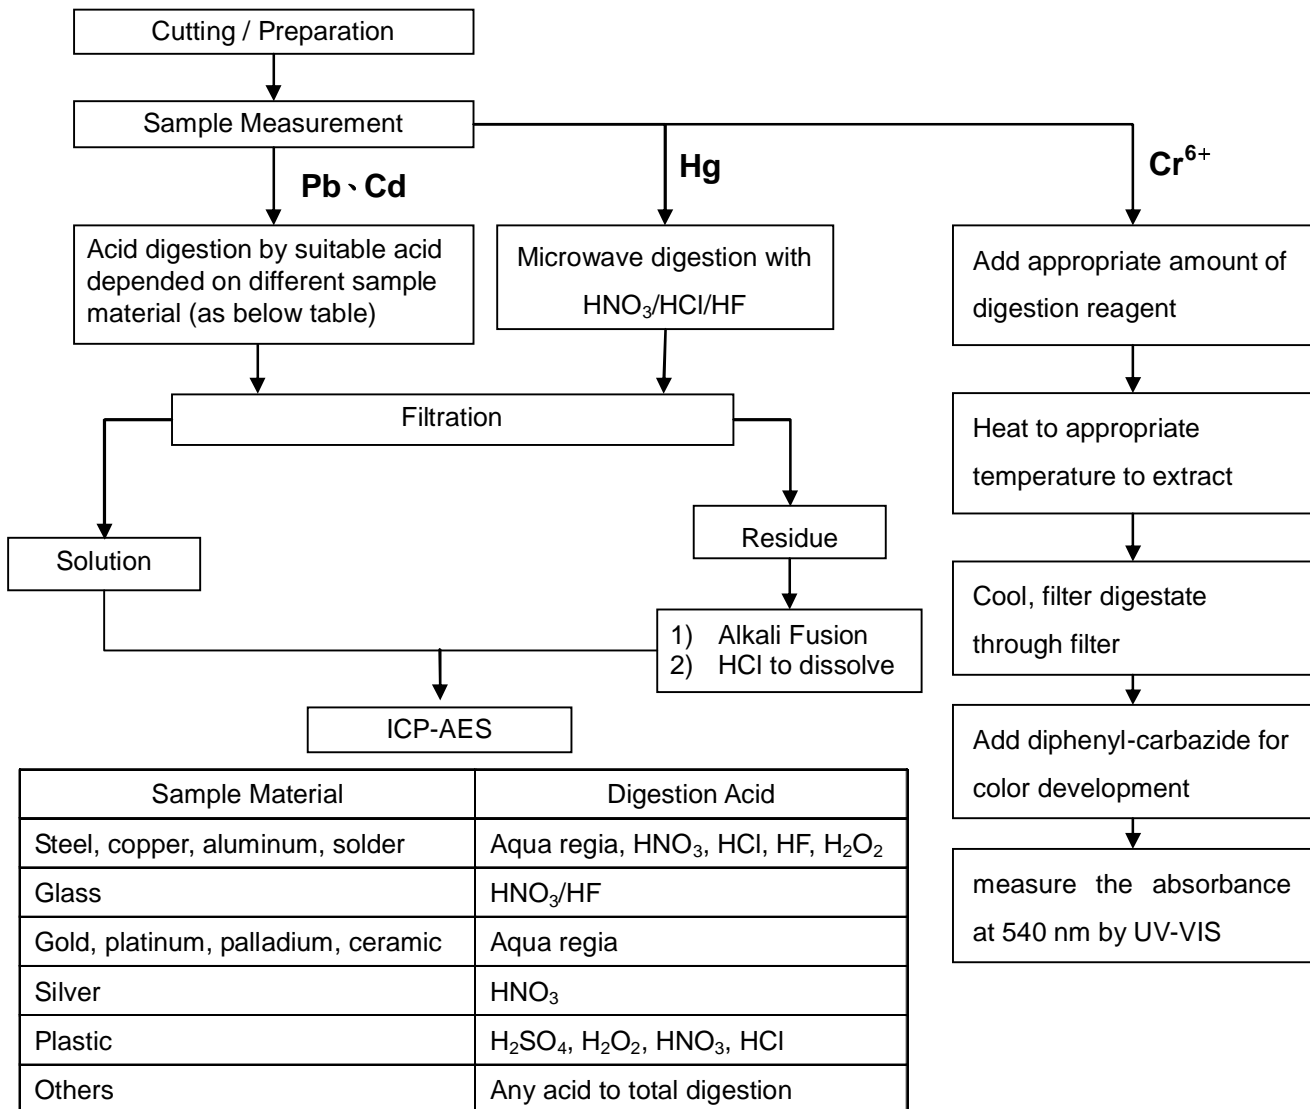 Cutting / Preparation
Sample Measurement
Pb、Cd
Hg
Cr⁶⁺
Acid digestion by suitable acid
depended on different sample
material (as below table)
Microwave digestion with
HNO₃/HCl/HF
Add appropriate amount of
digestion reagent
Filtration
Heat to appropriate
temperature to extract
Solution
Residue
Cool, filter digestate
through filter
1) Alkali Fusion
2) HCl to dissolve
ICP-AES
Add diphenyl-carbazide for
color development
measure the absorbance
at 540 nm by UV-VIS
Sample Material Digestion Acid
Steel, copper, aluminum, solder Aqua regia, HNO₃, HCl, HF, H₂O₂
Glass HNO₃/HF
Gold, platinum, palladium, ceramic Aqua regia
Silver HNO₃
Plastic H₂SO₄, H₂O₂, HNO₃, HCl
Others Any acid to total digestion